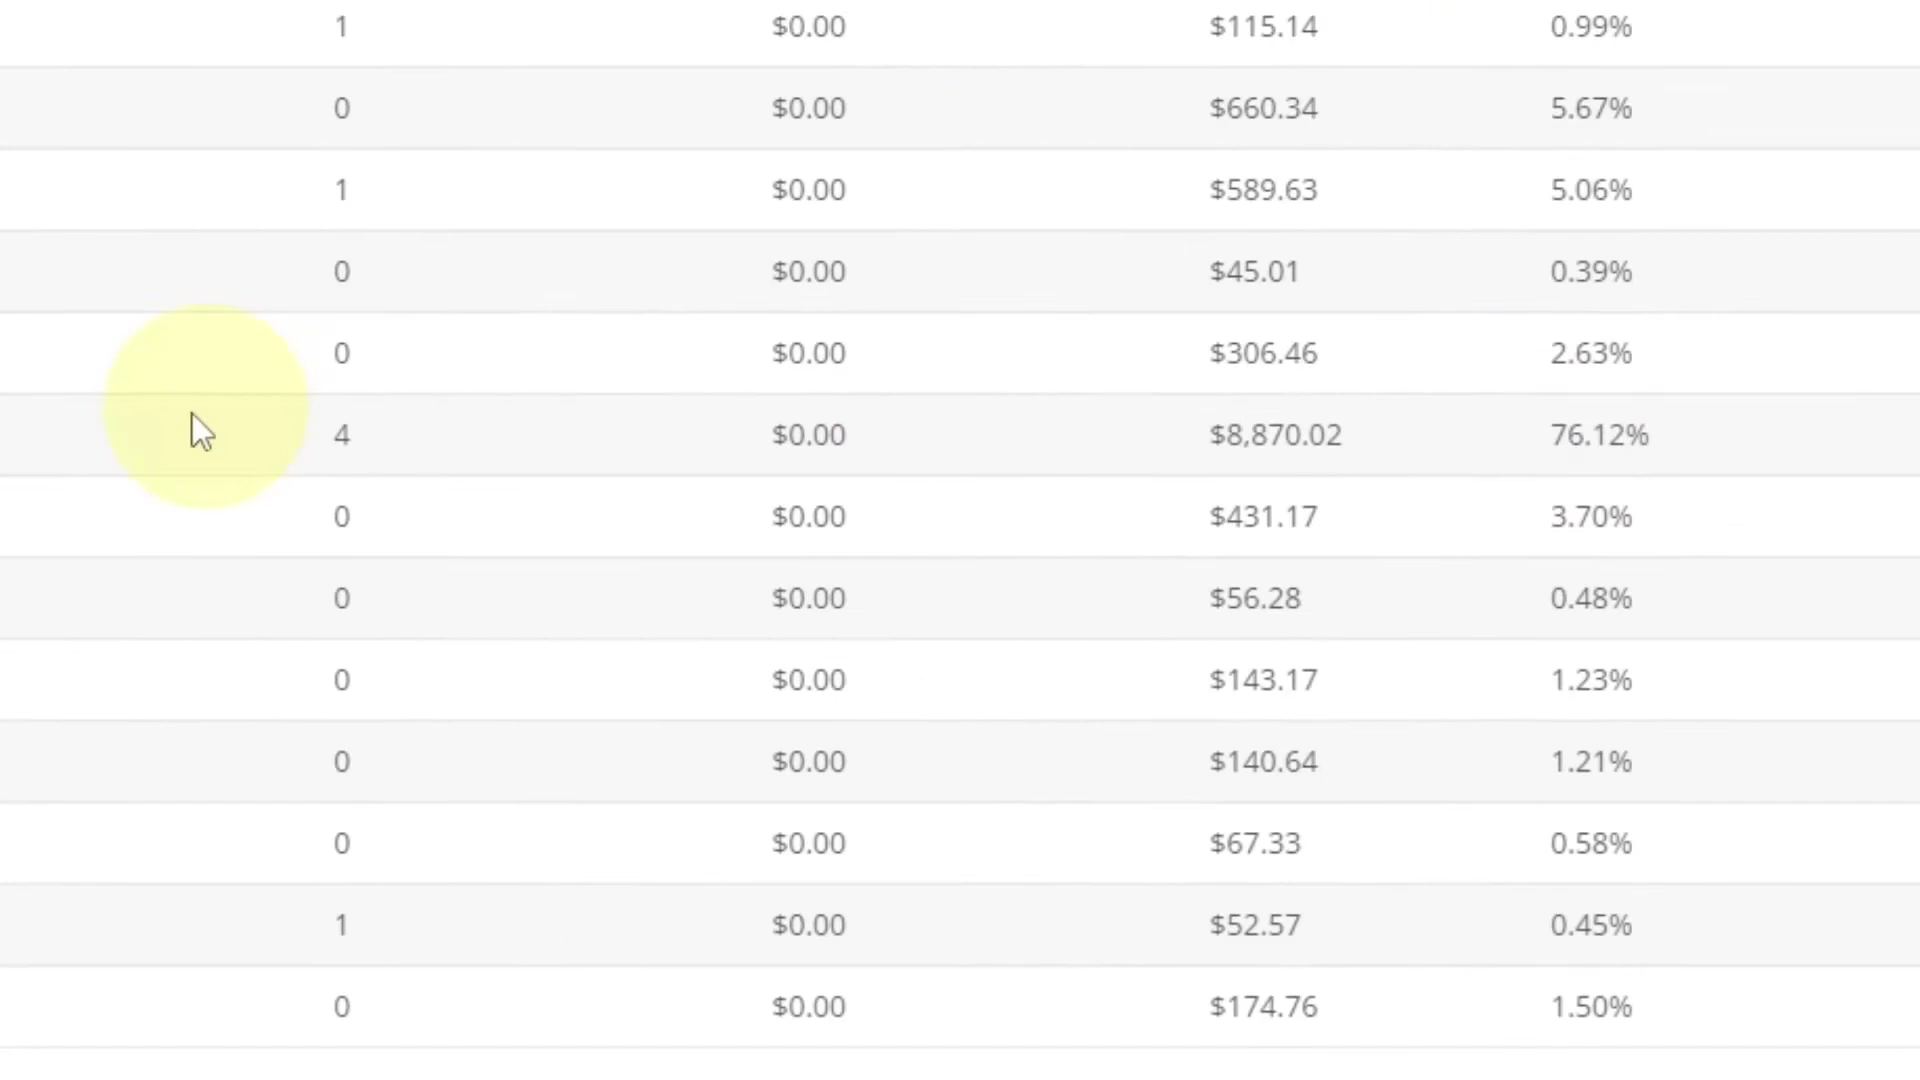 1 $0.00 $115.14 0.99%
0 $0.00 $660.34 5.67%
1 $0.00 $589.63 5.06%
0 $0.00 $45.01 0.39%
0 $0.00 $306.46 2.63%
4 $0.00 $8,870.02 76.12%
0 $0.00 $431.17 3.70%
0 $0.00 $56.28 0.48%
0 $0.00 $143.17 1.23%
0 $0.00 $140.64 1.21%
0 $0.00 $67.33 0.58%
1 $0.00 $52.57 0.45%
0 $0.00 $174.76 1.50%